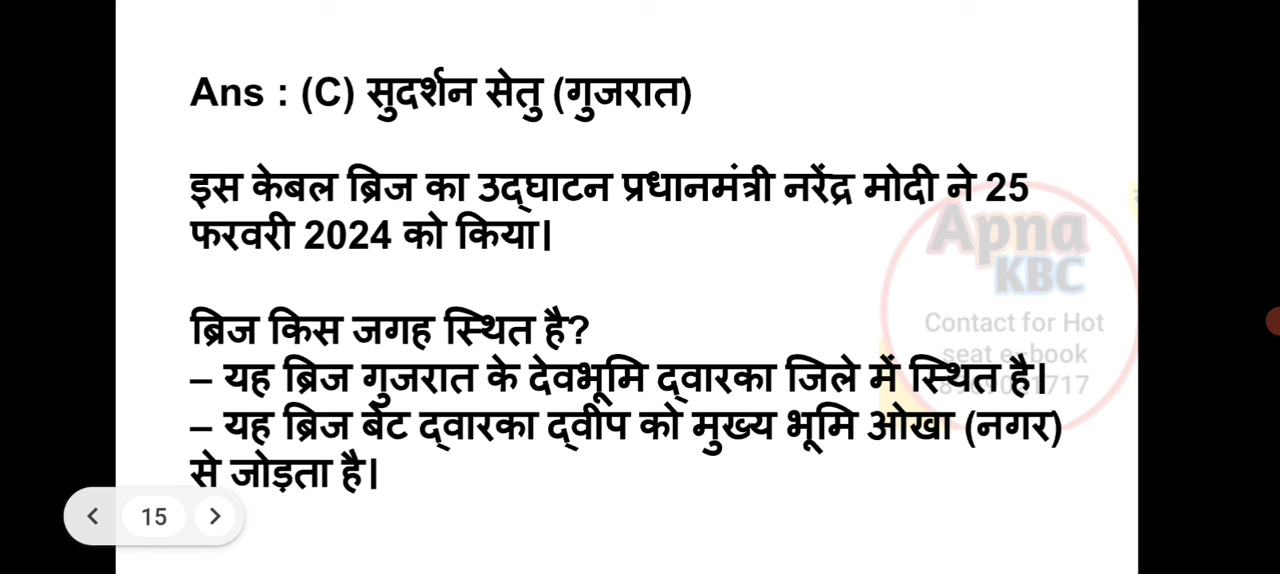 Ans : (C) सुदर्शन सेतु (गुजरात)
इस केबल ब्रिज का उद्घाटन प्रधानमंत्री नरेंद्र मोदी ने 25
फरवरी 2024 को किया।
Apna
KBC
ब्रिज किस जगह स्थित है?
Contact for Hot
seat e-book
– यह ब्रिज गुजरात के देवभूमि द्वारका जिले में स्थित है।
– यह ब्रिज बेट द्वारका द्वीप को मुख्य भूमि ओखा (नगर)
से जोड़ता है।
15